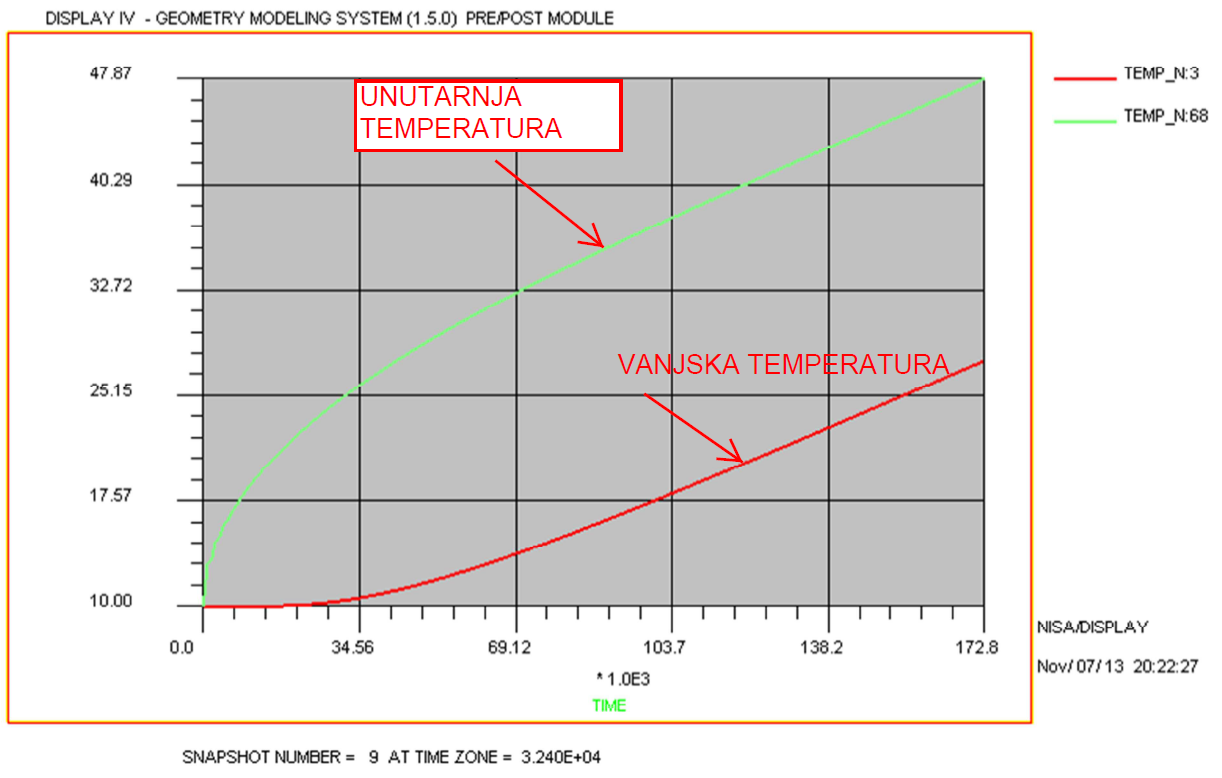 DISPLAY IV - GEOMETRY MODELING SYSTEM (1.5.0) PRE/POST MODULE
47.87
40.29
32.72
25.15
17.57
10.00
UNUTARNJA
TEMPERATURA
VANJSKA TEMPERATURA
TEMP_N:3
TEMP_N:68
0.0 34.56 69.12 103.7 138.2 172.8
* 1.0E3
TIME
NISA/DISPLAY
Nov/ 07/ 13 20:22:27
SNAPSHOT NUMBER = 9 AT TIME ZONE = 3.240E+04